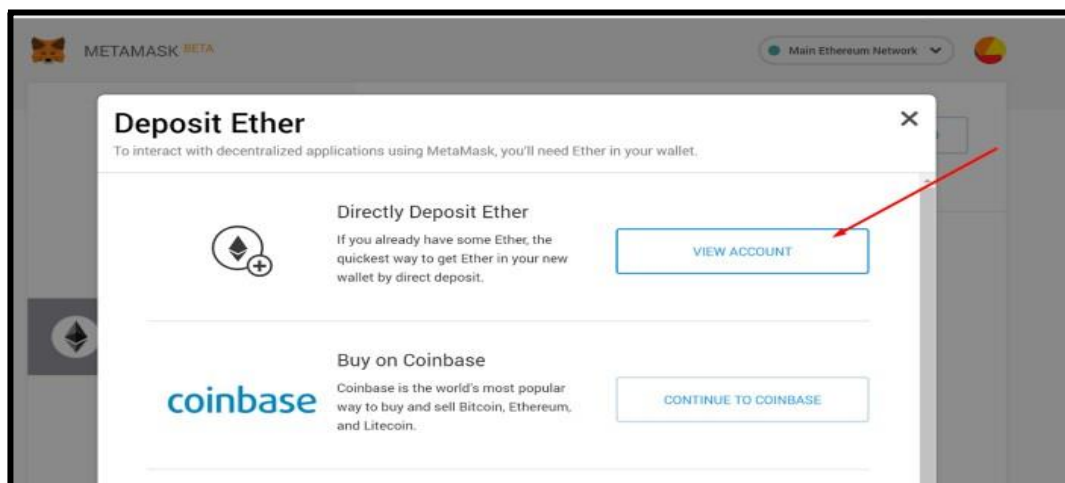 METAMASK BETA
Main Ethereum Network
Deposit Ether
To interact with decentralized applications using MetaMask, you'll need Ether in your wallet.
Directly Deposit Ether
If you already have some Ether, the
quickest way to get Ether in your new
wallet by direct deposit.
VIEW ACCOUNT
Buy on Coinbase
coinbase
Coinbase is the world's most popular
way to buy and sell Bitcoin, Ethereum,
and Litecoin.
CONTINUE TO COINBASE